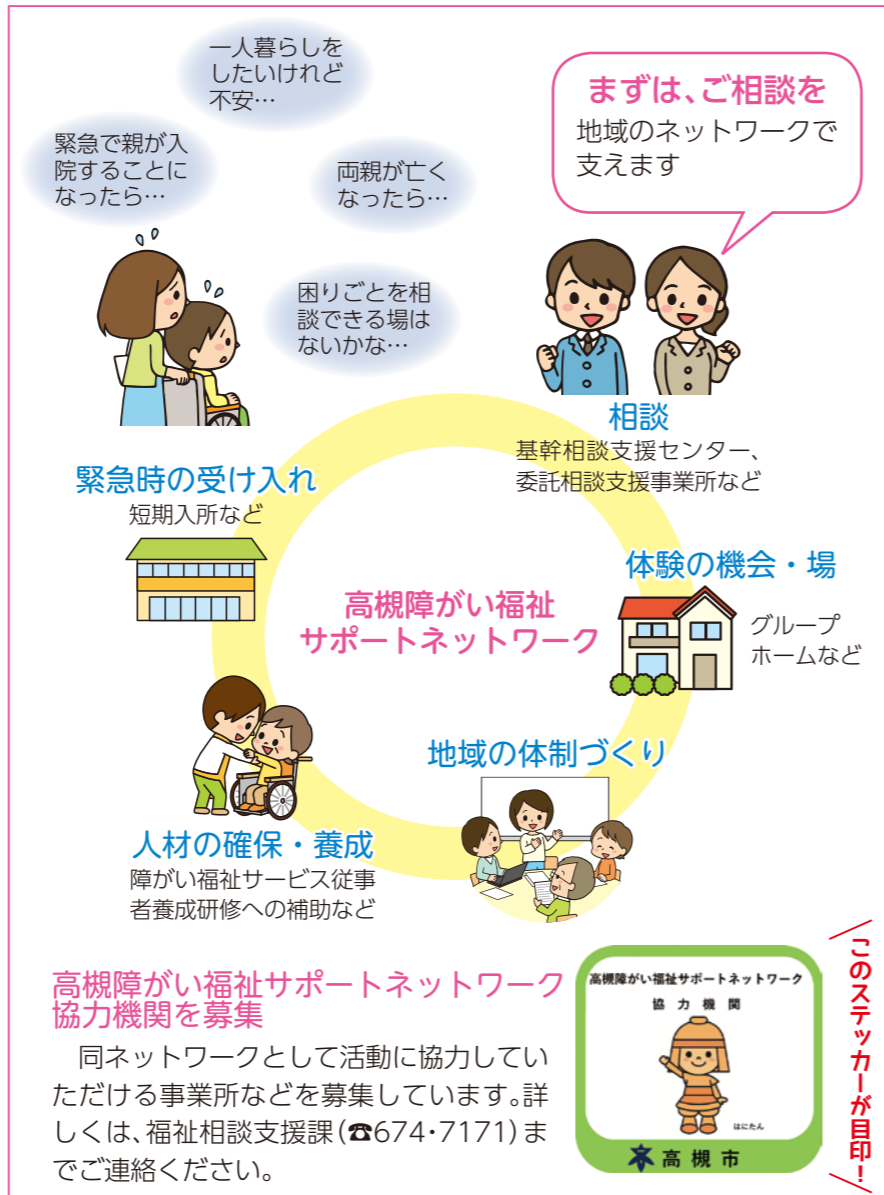 一人暮らしを
したいけれど
不安…
緊急で親が入
院することに
なったら…
両親が亡く
なったら…
困りごとを相
談できる場は
ないかな…
まずは、ご相談を
地域のネットワークで
支えます
相談
基幹相談支援センター、
委託相談支援事業所など
緊急時の受け入れ
短期入所など
体験の機会・場
グループ
ホームなど
高槻障がい福祉
サポートネットワーク
地域の体制づくり
人材の確保・養成
障がい福祉サービス従事
者養成研修への補助など
高槻障がい福祉サポートネットワーク
協力機関を募集
　同ネットワークとして活動に協力してい
ただける事業所などを募集しています。詳
しくは、福祉相談支援課(☎674・7171)ま
でご連絡ください。
高槻障がい福祉サポートネットワーク
協力機関
はにたん
高槻市
このステッカーが目印!